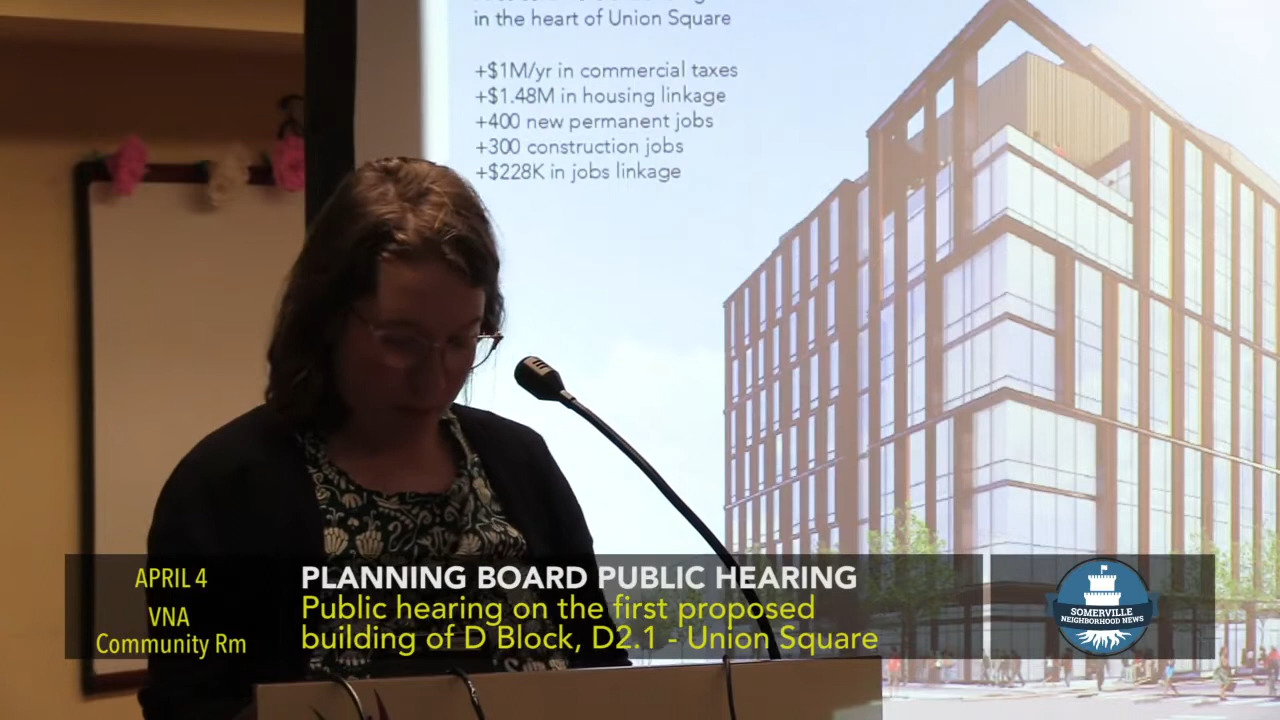 in the heart of Union Square
+$1M/yr in commercial taxes
+$1.48M in housing linkage
+400 new permanent jobs
+300 construction jobs
+$228K in jobs linkage
APRIL 4
VNA
Community Rm
PLANNING BOARD PUBLIC HEARING
Public hearing on the first proposed
building of D Block, D2.1 - Union Square
SOMERVILLE
NEIGHBORHOOD NEWS